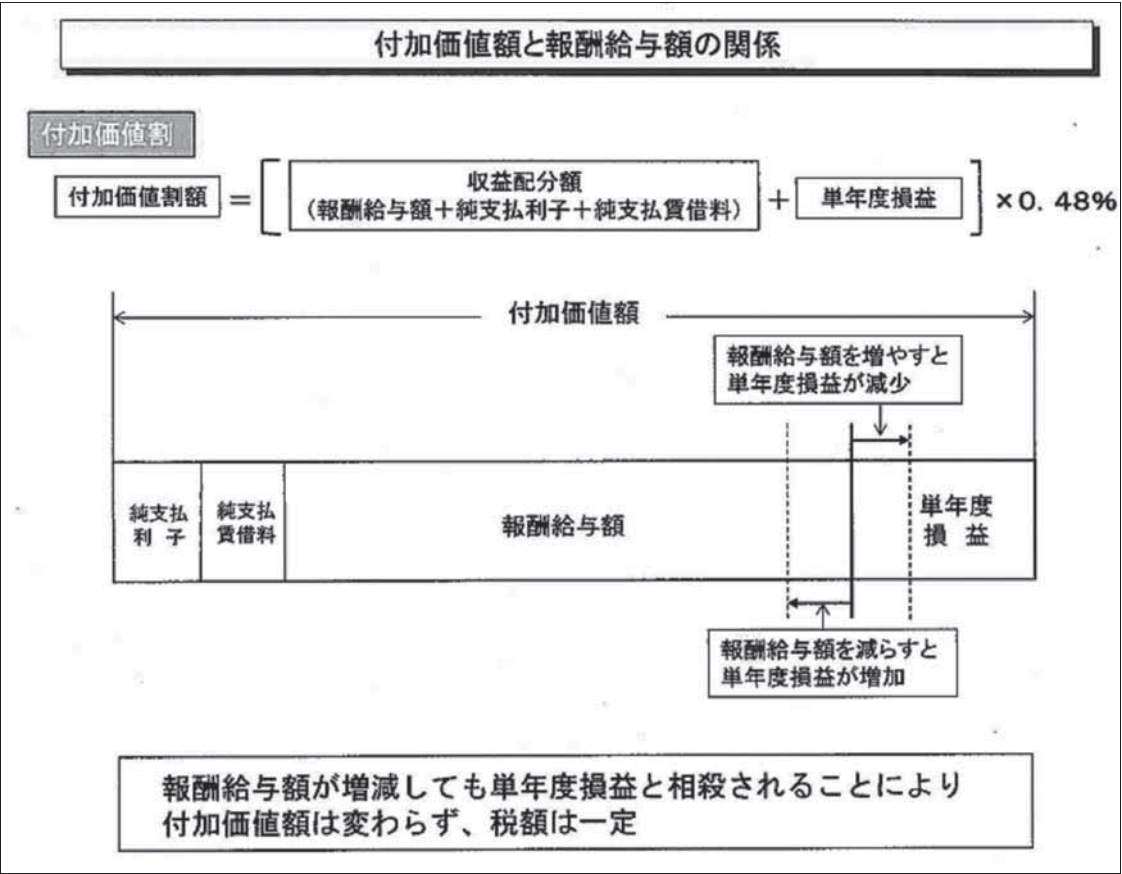 付加価値額と報酬給与額の関係
付加価値割
付加価値割額 = [ 収益配分額 (報酬給与額+純支払利子+純支払賃借料) + 単年度損益 ] ×0.48%
付加価値額
報酬給与額を増やすと
単年度損益が減少
純支払
利 子
純支払
賃借料
報酬給与額
単年度
損 益
報酬給与額を減らすと
単年度損益が増加
報酬給与額が増減しても単年度損益と相殺されることにより
付加価値額は変わらず、税額は一定